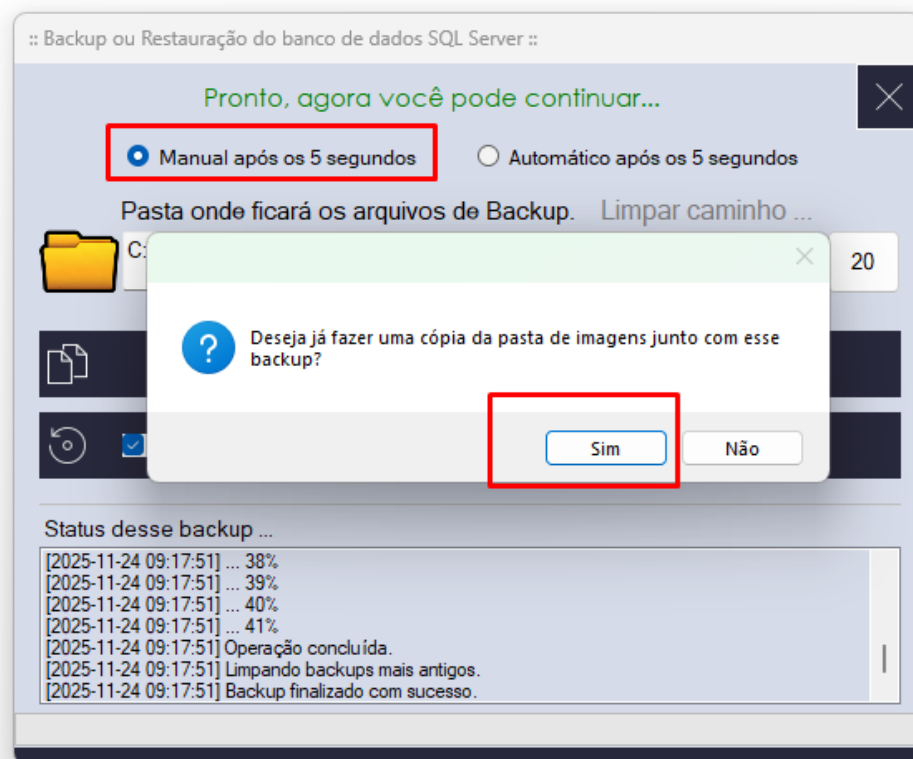 :: Backup ou Restauração do banco de dados SQL Server ::
Pronto, agora você pode continuar...
Manual após os 5 segundos
Automático após os 5 segundos
Pasta onde ficará os arquivos de Backup.
Limpar caminho ...
C:
20
Deseja já fazer uma cópia da pasta de imagens junto com esse
backup?
Sim
Não
Status desse backup ...
[2025-11-24 09:17:51] ... 38%
[2025-11-24 09:17:51] ... 39%
[2025-11-24 09:17:51] ... 40%
[2025-11-24 09:17:51] ... 41%
[2025-11-24 09:17:51] Operação concluída.
[2025-11-24 09:17:51] Limpando backups mais antigos.
[2025-11-24 09:17:51] Backup finalizado com sucesso.